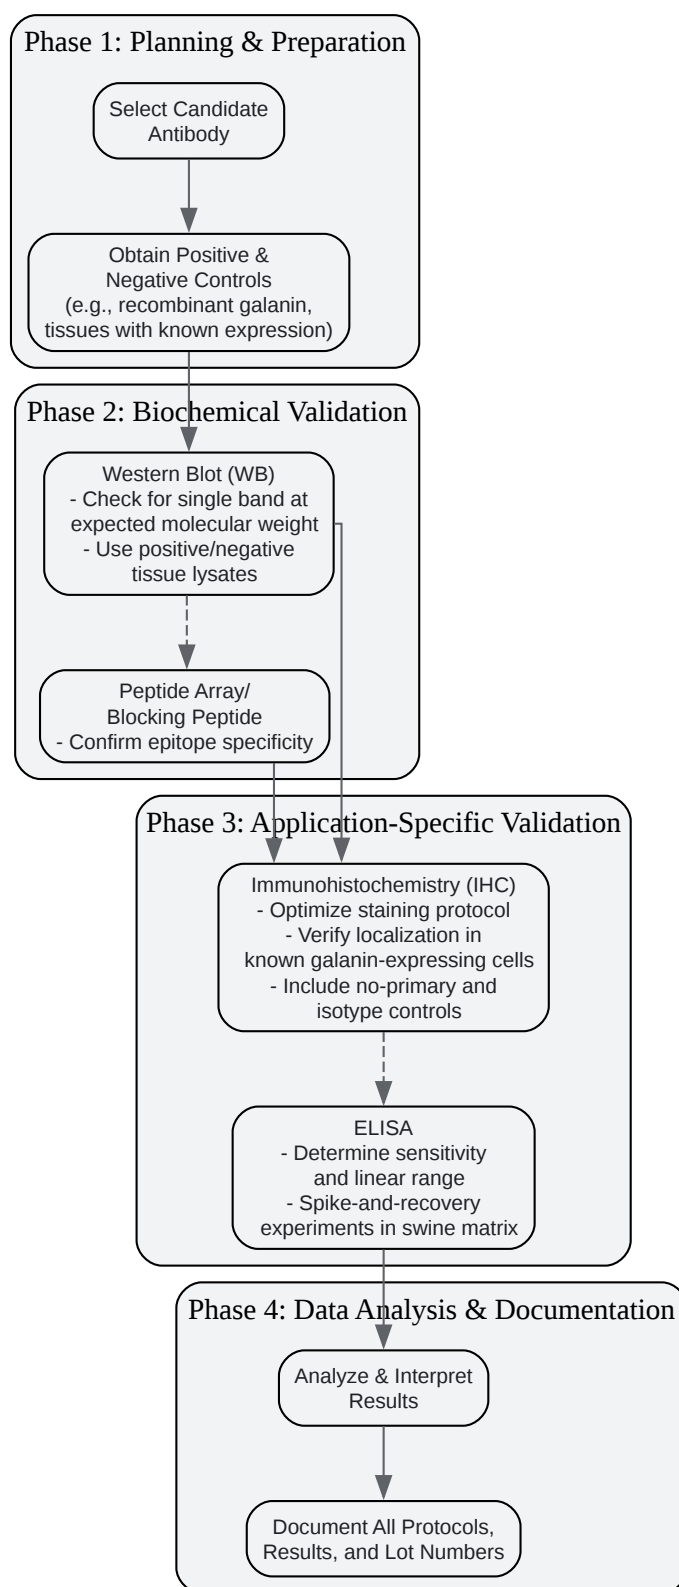 Phase 1: Planning & Preparation
Select Candidate
Antibody
Obtain Positive &
Negative Controls
(e.g., recombinant galanin,
tissues with known expression)
Phase 2: Biochemical Validation
Western Blot (WB)
- Check for single band at
expected molecular weight
- Use positive/negative
tissue lysates
Peptide Array/
Blocking Peptide
- Confirm epitope specificity
Phase 3: Application-Specific Validation
Immunohistochemistry (IHC)
- Optimize staining protocol
- Verify localization in
known galanin-expressing cells
- Include no-primary and
isotype controls
ELISA
- Determine sensitivity
and linear range
- Spike-and-recovery
experiments in swine matrix
Phase 4: Data Analysis & Documentation
Analyze & Interpret
Results
Document All Protocols,
Results, and Lot Numbers